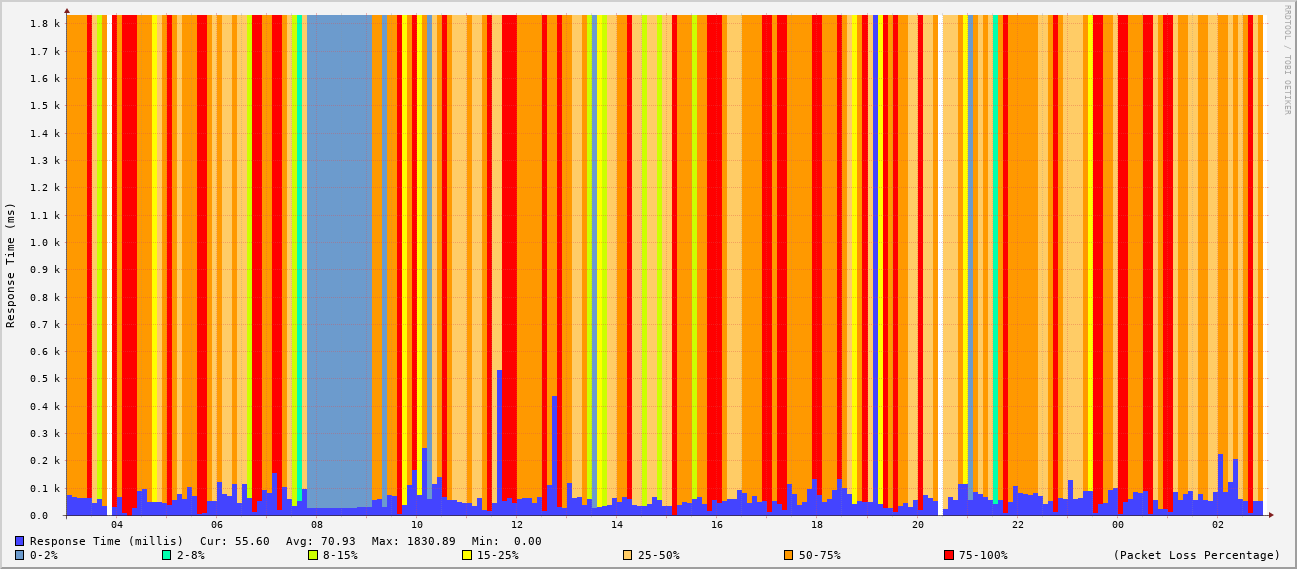 RRDTOOL / TOBI OETIKER
Response Time (ms)
1.8 k
1.7 k
1.6 k
1.5 k
1.4 k
1.3 k
1.2 k
1.1 k
1.0 k
0.9 k
0.8 k
0.7 k
0.6 k
0.5 k
0.4 k
0.3 k
0.2 k
0.1 k
0.0
04 06 08 10 12 14 16 18 20 22 00 02
Response Time (millis) Cur: 55.60 Avg: 70.93 Max: 1830.89 Min: 0.00
0-2% 2-8% 8-15% 15-25% 25-50% 50-75% 75-100% (Packet Loss Percentage)